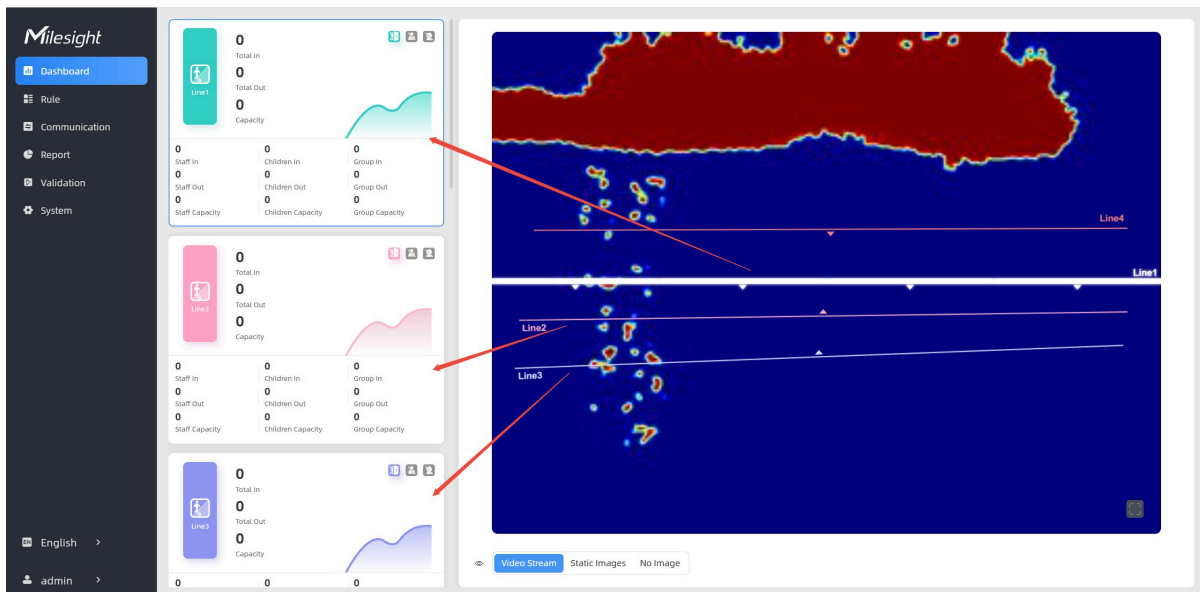 Milesight
Dashboard
Rule
Communication
Report
Validation
System
EN English
admin
Line1
0
Total In
0
Total Out
0
Capacity
0 0 0
Staff In Children In Group In
0 0 0
Staff Out Children Out Group Out
0 0 0
Staff Capacity Children Capacity Group Capacity
Line2
0
Total In
0
Total Out
0
Capacity
0 0 0
Staff In Children In Group In
0 0 0
Staff Out Children Out Group Out
0 0 0
Staff Capacity Children Capacity Group Capacity
Line3
0
Total In
0
Total Out
0
Capacity
0 0 0
Line4
Line1
Line2
Line3
Video Stream Static Images No Image